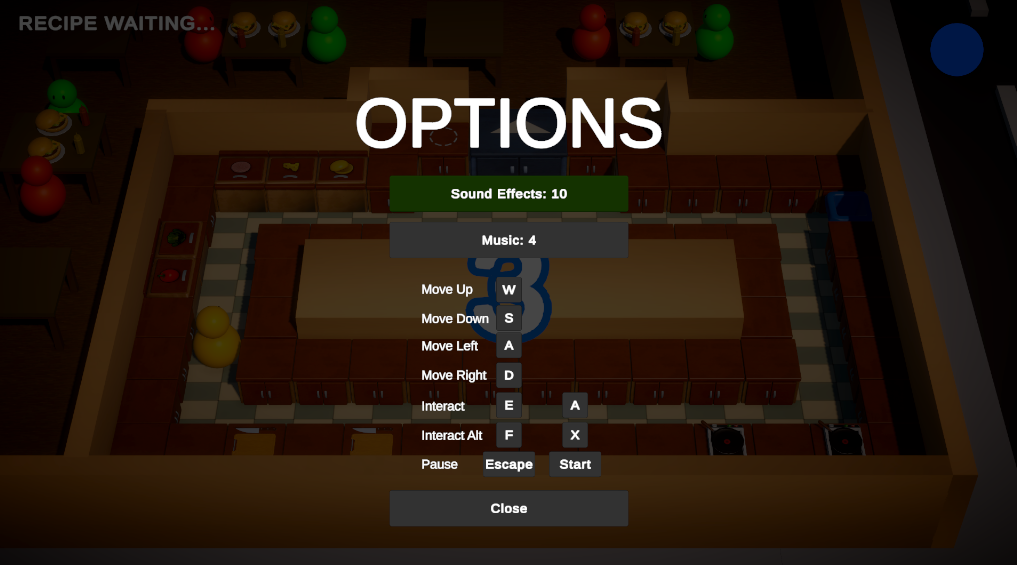 RECIPE WAITING...
OPTIONS
Sound Effects: 10
Music: 4
Move Up W
Move Down S
Move Left A
Move Right D
Interact E A
Interact Alt F X
Pause Escape Start
Close